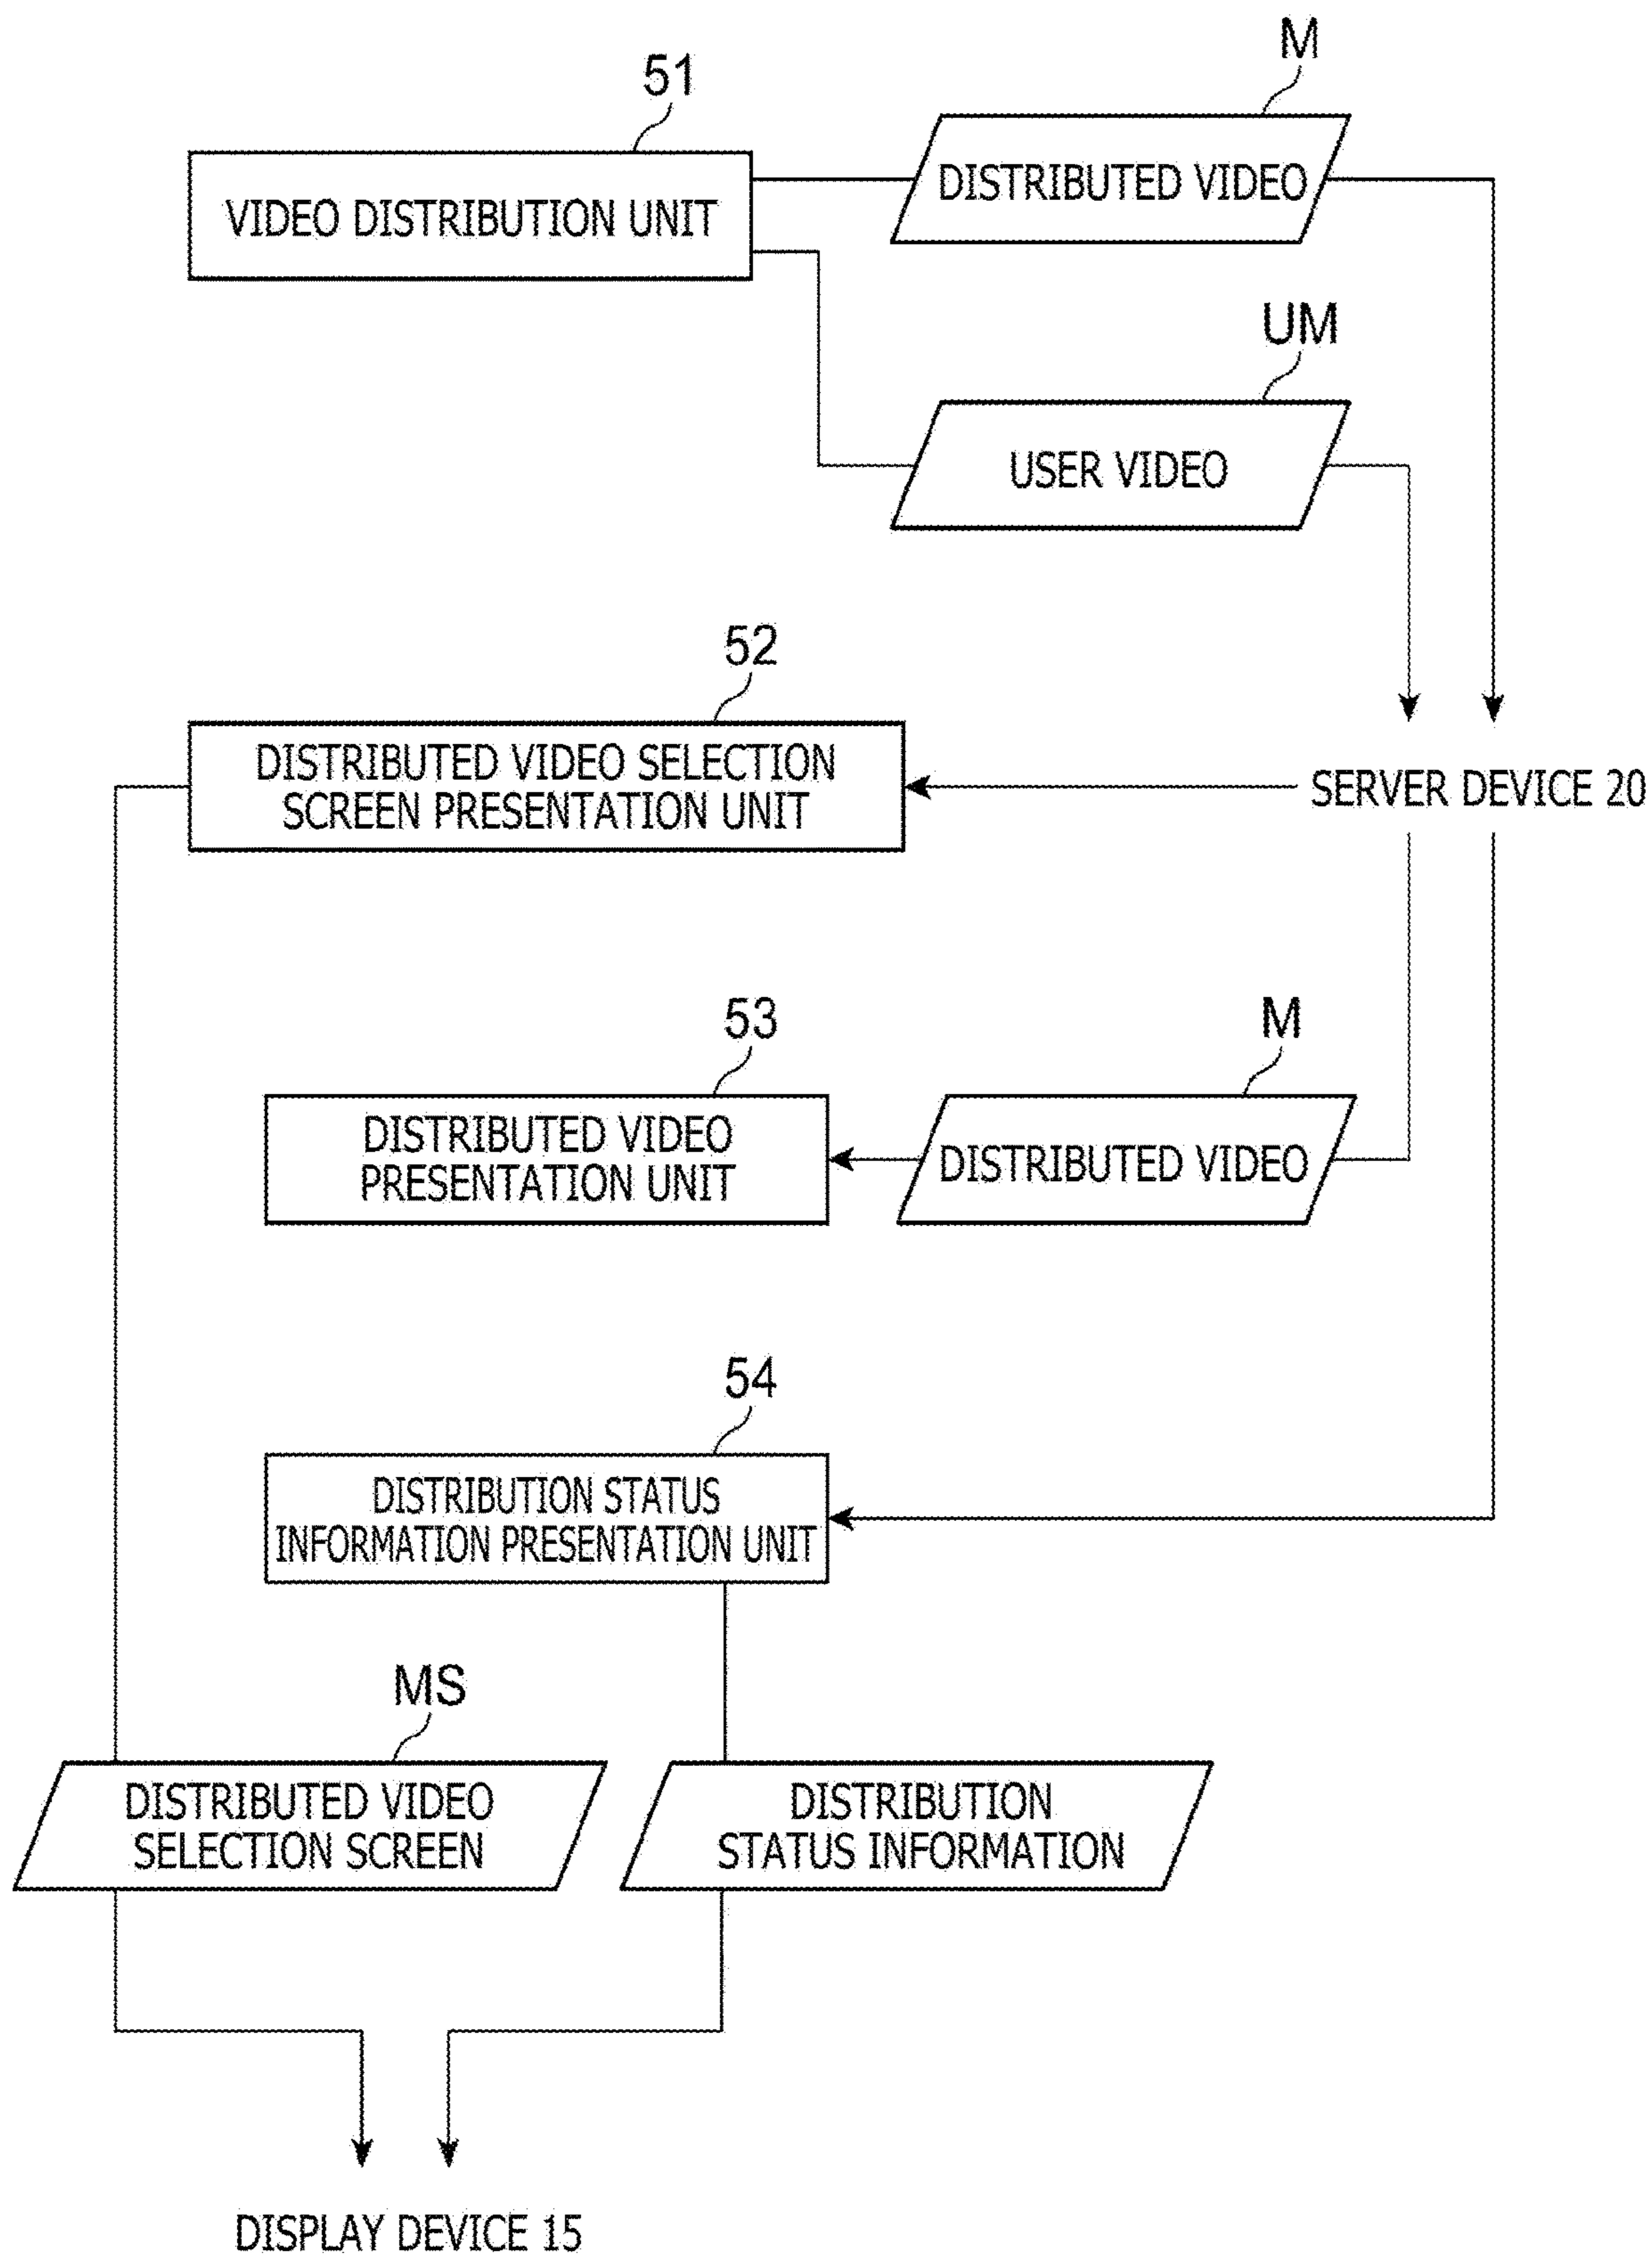 M
51
DISTRIBUTED VIDEO
VIDEO DISTRIBUTION UNIT
UM
USER VIDEO
52
DISTRIBUTED VIDEO SELECTION
SCREEN PRESENTATION UNIT
SERVER DEVICE 20
53
M
DISTRIBUTED VIDEO
PRESENTATION UNIT
DISTRIBUTED VIDEO
54
DISTRIBUTION STATUS
INFORMATION PRESENTATION UNIT
MS
DISTRIBUTED VIDEO
SELECTION SCREEN
DISTRIBUTION
STATUS INFORMATION
DISPLAY DEVICE 15